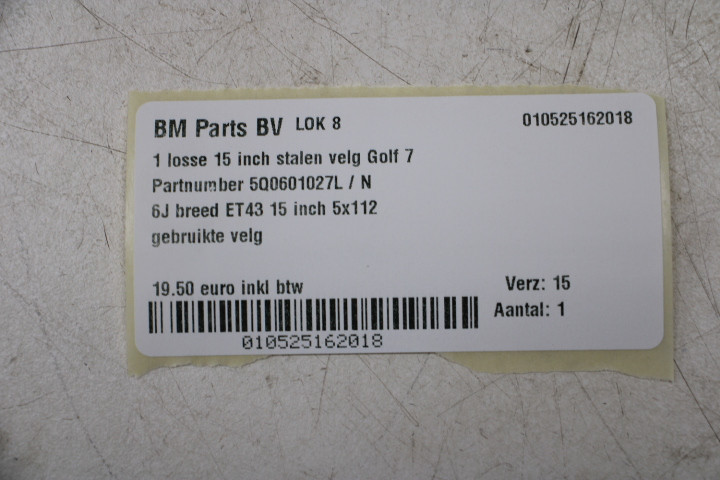 BM Parts BV LOK 8 010525162018
1 losse 15 inch stalen velg Golf 7
Partnumber 5Q0601027L / N
6J breed ET43 15 inch 5x112
gebruikte velg
19.50 euro inkl btw Verz: 15
Aantal: 1
010525162018